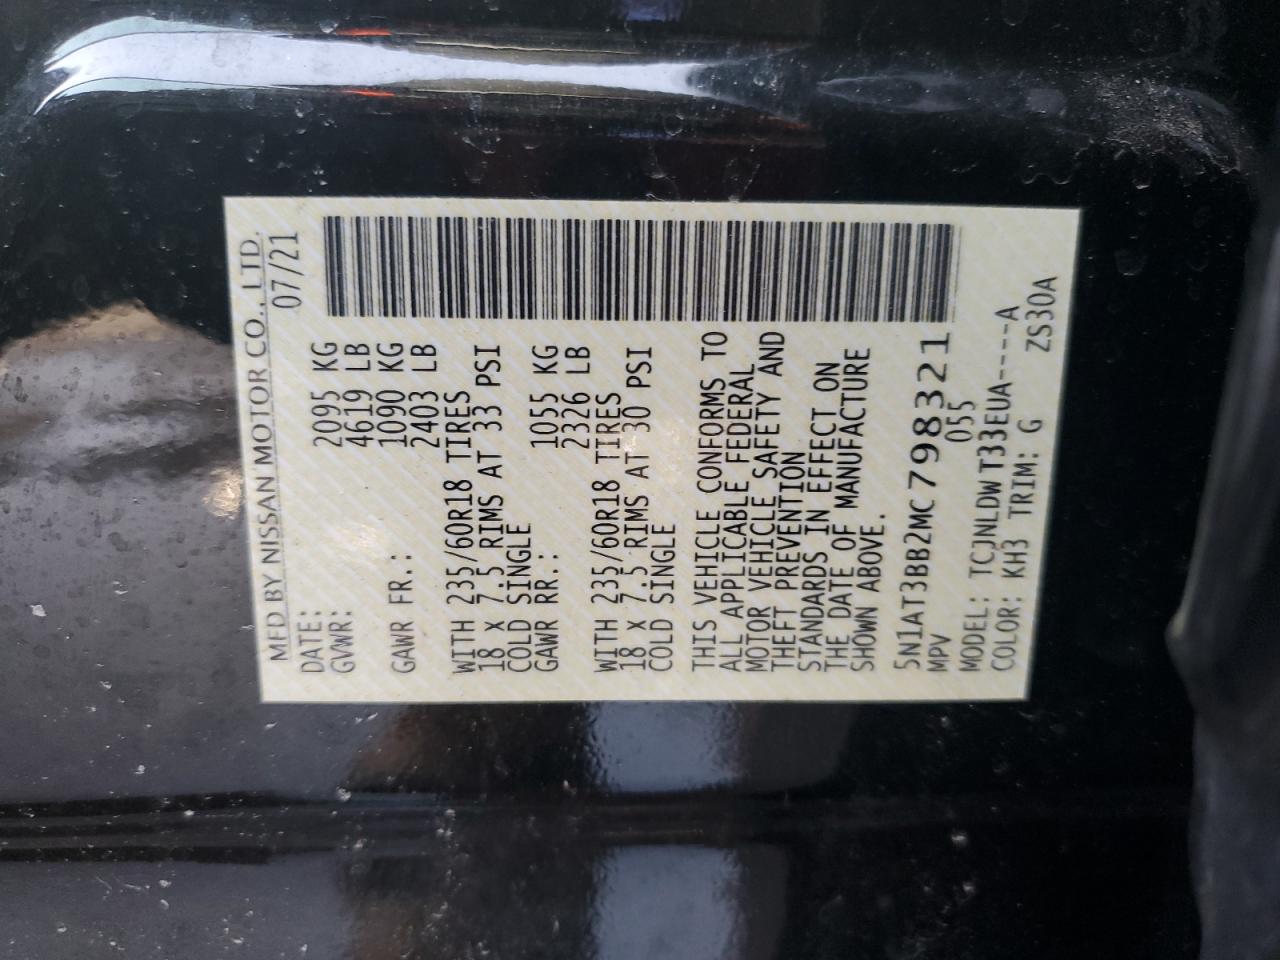 MFD BY NISSAN MOTOR CO., LTD.
DATE: 07/21
GVWR: 2095 KG
4619 LB
GAWR FR.: 1090 KG
2403 LB
WITH 235/60R18 TIRES
18 X 7.5 RIMS AT 33 PSI
COLD SINGLE
GAWR RR.: 1055 KG
2326 LB
WITH 235/60R18 TIRES
18 X 7.5 RIMS AT 30 PSI
COLD SINGLE
THIS VEHICLE CONFORMS TO
ALL APPLICABLE FEDERAL
MOTOR VEHICLE SAFETY AND
THEFT PREVENTION
STANDARDS IN EFFECT ON
THE DATE OF MANUFACTURE
SHOWN ABOVE.
5N1AT3BB2MC798321
MPV 055
MODEL: TCJNLDWT33EUA----A
COLOR: KH3 TRIM: G ZS30A